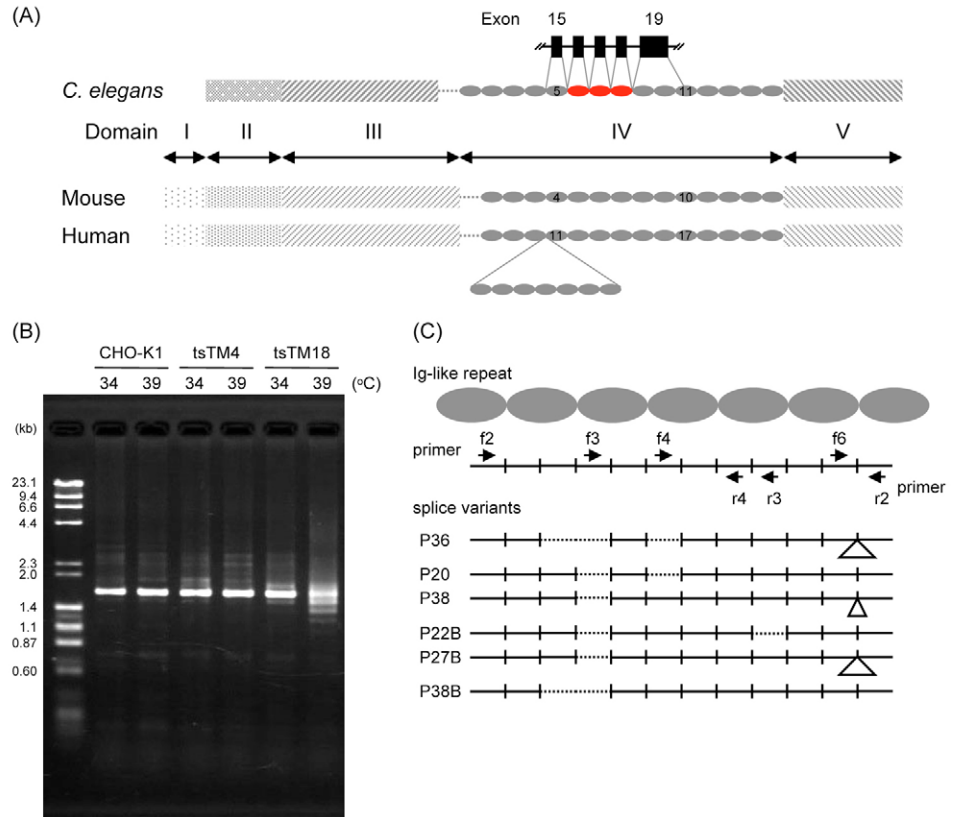 (A)
Exon 15 19
C. elegans 5 11
Domain I II III IV V
Mouse 4 10
Human 11 17
(B)
CHO-K1 tsTM4 tsTM18
34 39 34 39 34 39 (ºC)
(kb)
23.1
9.4
6.6
4.4
2.3
2.0
1.4
1.1
0.87
0.60
(C)
Ig-like repeat
f2 f3 f4 f6
primer
r4 r3 r2 primer
splice variants
P36
P20
P38
P22B
P27B
P38B